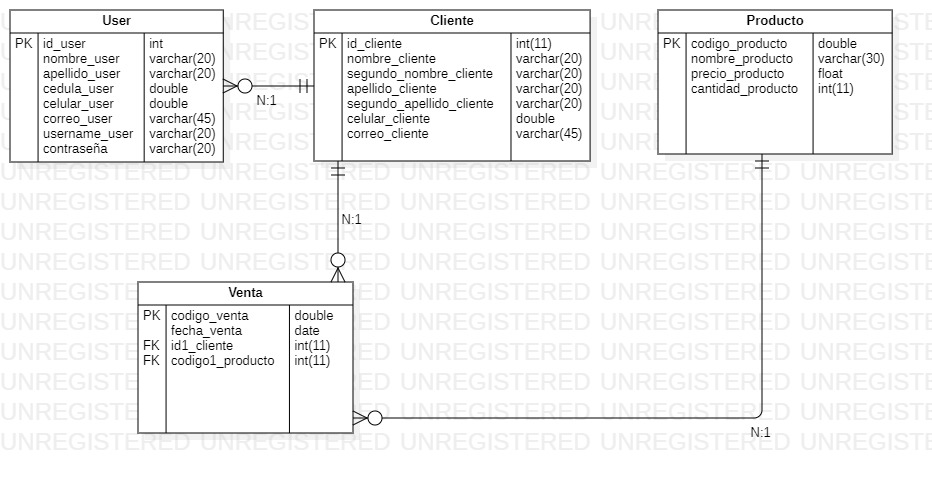 User
PK id_user int
nombre_user varchar(20)
apellido_user varchar(20)
cedula_user double
celular_user double
correo_user varchar(45)
username_user varchar(20)
contraseña varchar(20)
N:1
Cliente
PK id_cliente int(11)
nombre_cliente varchar(20)
segundo_nombre_cliente varchar(20)
apellido_cliente varchar(20)
segundo_apellido_cliente varchar(20)
celular_cliente double
correo_cliente varchar(45)
Producto
PK codigo_producto double
nombre_producto varchar(30)
precio_producto float
cantidad_producto int(11)
N:1
Venta
PK codigo_venta double
fecha_venta date
FK id1_cliente int(11)
FK codigo1_producto int(11)
N:1
UNREGISTERED UNREGISTERED UNREGISTERED UNREGISTERED